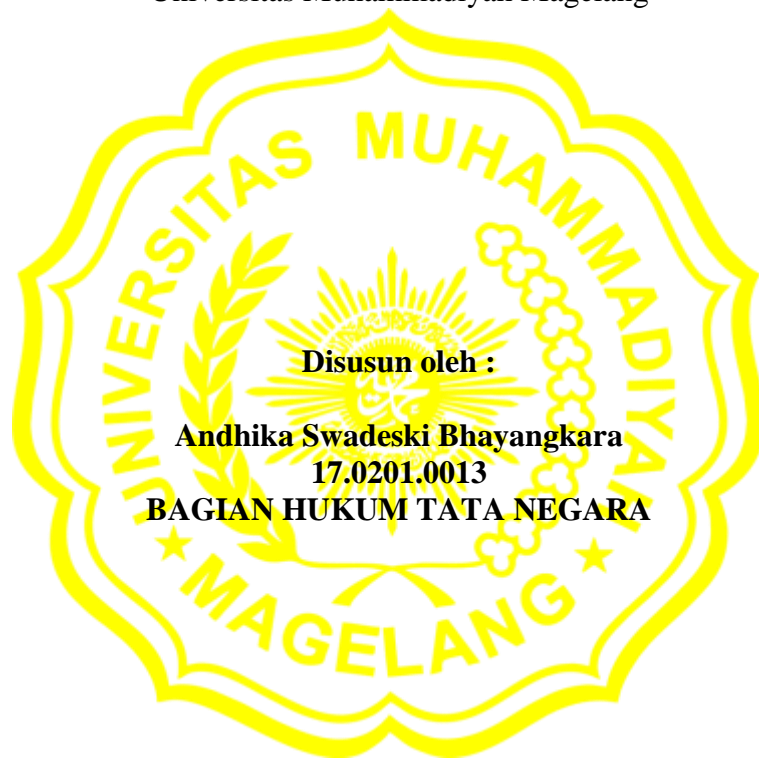 Universitas Muhammadiyah Magelang
UNIVERSITAS MUHAMMADIYAH
Disusun oleh :
Andhika Swadeski Bhayangkara
17.0201.0013
BAGIAN HUKUM TATA NEGARA
MAGELANG